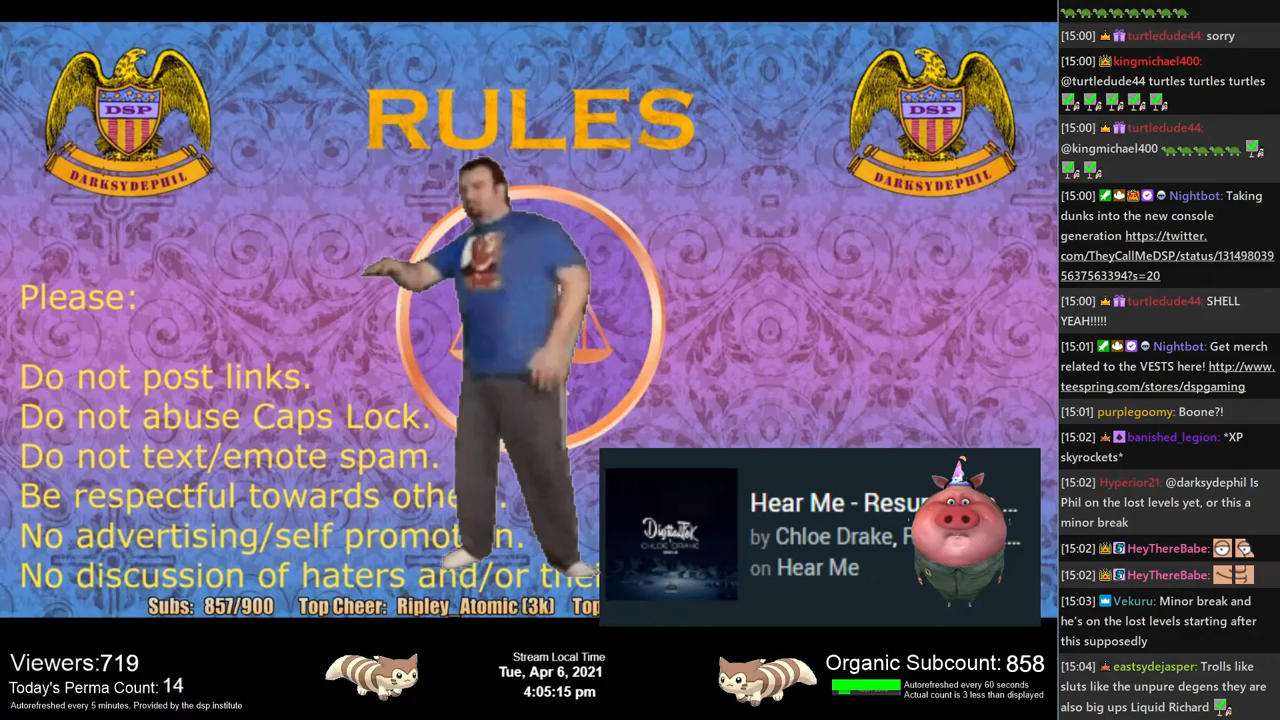 DSP
DARKSYDEPHIL
RULES
DSP
DARKSYDEPHIL
Please:
Do not post links.
Do not abuse Caps Lock.
Do not text/emote spam.
Be respectful towards othe
No advertising/self promot n.
No discussion of haters and/or the
Subs: 857/900 Top Cheer: Ripley_Atomic (3k) Top
CHLOE DRAKE
Hear Me - Resu ...
by Chloe Drake, ...
on Hear Me
Viewers:719
Today's Perma Count: 14
Autorefreshed every 5 minutes, Provided by the dsp institute
Stream Local Time
Tue, Apr 6, 2021
4:05:15 pm
Organic Subcount: 858
Autorefreshed every 60 seconds
Actual count is 3 less than displayed
[15:00] turtledude44: sorry
[15:00] kingmichael400:
@turtledude44 turtles turtles turtles
[15:00] turtledude44:
@kingmichael400
[15:00] Nightbot: Taking
dunks into the new console
generation https://twitter.
com/TheyCallMeDSP/status/131498039
5637563394?s=20
[15:00] turtledude44: SHELL
YEAH!!!!!
[15:01] Nightbot: Get merch
related to the VESTS here! http://www.
teespring.com/stores/dspgaming
[15:01] purplegoomy: Boone?!
[15:02] banished_legion: *XP
skyrockets*
[15:02] Hyperior21: @darksydephil Is
Phil on the lost levels yet, or this a
minor break
[15:02] HeyThereBabe:
[15:02] HeyThereBabe:
[15:03] Vekuru: Minor break and
he's on the lost levels starting after
this supposedly
[15:04] eastsydejasper: Trolls like
sluts like the unpure degens they are
also big ups Liquid Richard